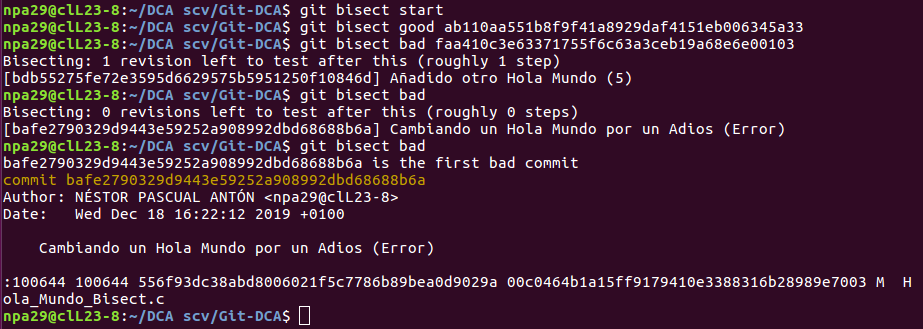 npa29@clL23-8:~/DCA scv/Git-DCA$ git bisect start
npa29@clL23-8:~/DCA scv/Git-DCA$ git bisect good ab110aa551b8f9f41a8929daf4151eb006345a33
npa29@clL23-8:~/DCA scv/Git-DCA$ git bisect bad faa410c3e63371755f6c63a3ceb19a68e6e00103
Bisecting: 1 revision left to test after this (roughly 1 step)
[bdb55275fe72e3595d6629575b5951250f10846d] Añadido otro Hola Mundo (5)
npa29@clL23-8:~/DCA scv/Git-DCA$ git bisect bad
Bisecting: 0 revisions left to test after this (roughly 0 steps)
[bafe2790329d9443e59252a908992dbd68688b6a] Cambiando un Hola Mundo por un Adios (Error)
npa29@clL23-8:~/DCA scv/Git-DCA$ git bisect bad
bafe2790329d9443e59252a908992dbd68688b6a is the first bad commit
commit bafe2790329d9443e59252a908992dbd68688b6a
Author: NÉSTOR PASCUAL ANTÓN <npa29@clL23-8>
Date:   Wed Dec 18 16:22:12 2019 +0100
    Cambiando un Hola Mundo por un Adios (Error)
:100644 100644 556f93dc38abd8006021f5c7786b89bea0d9029a 00c0464b1a15ff9179410e3388316b28989e7003 M  H
ola_Mundo_Bisect.c
npa29@clL23-8:~/DCA scv/Git-DCA$